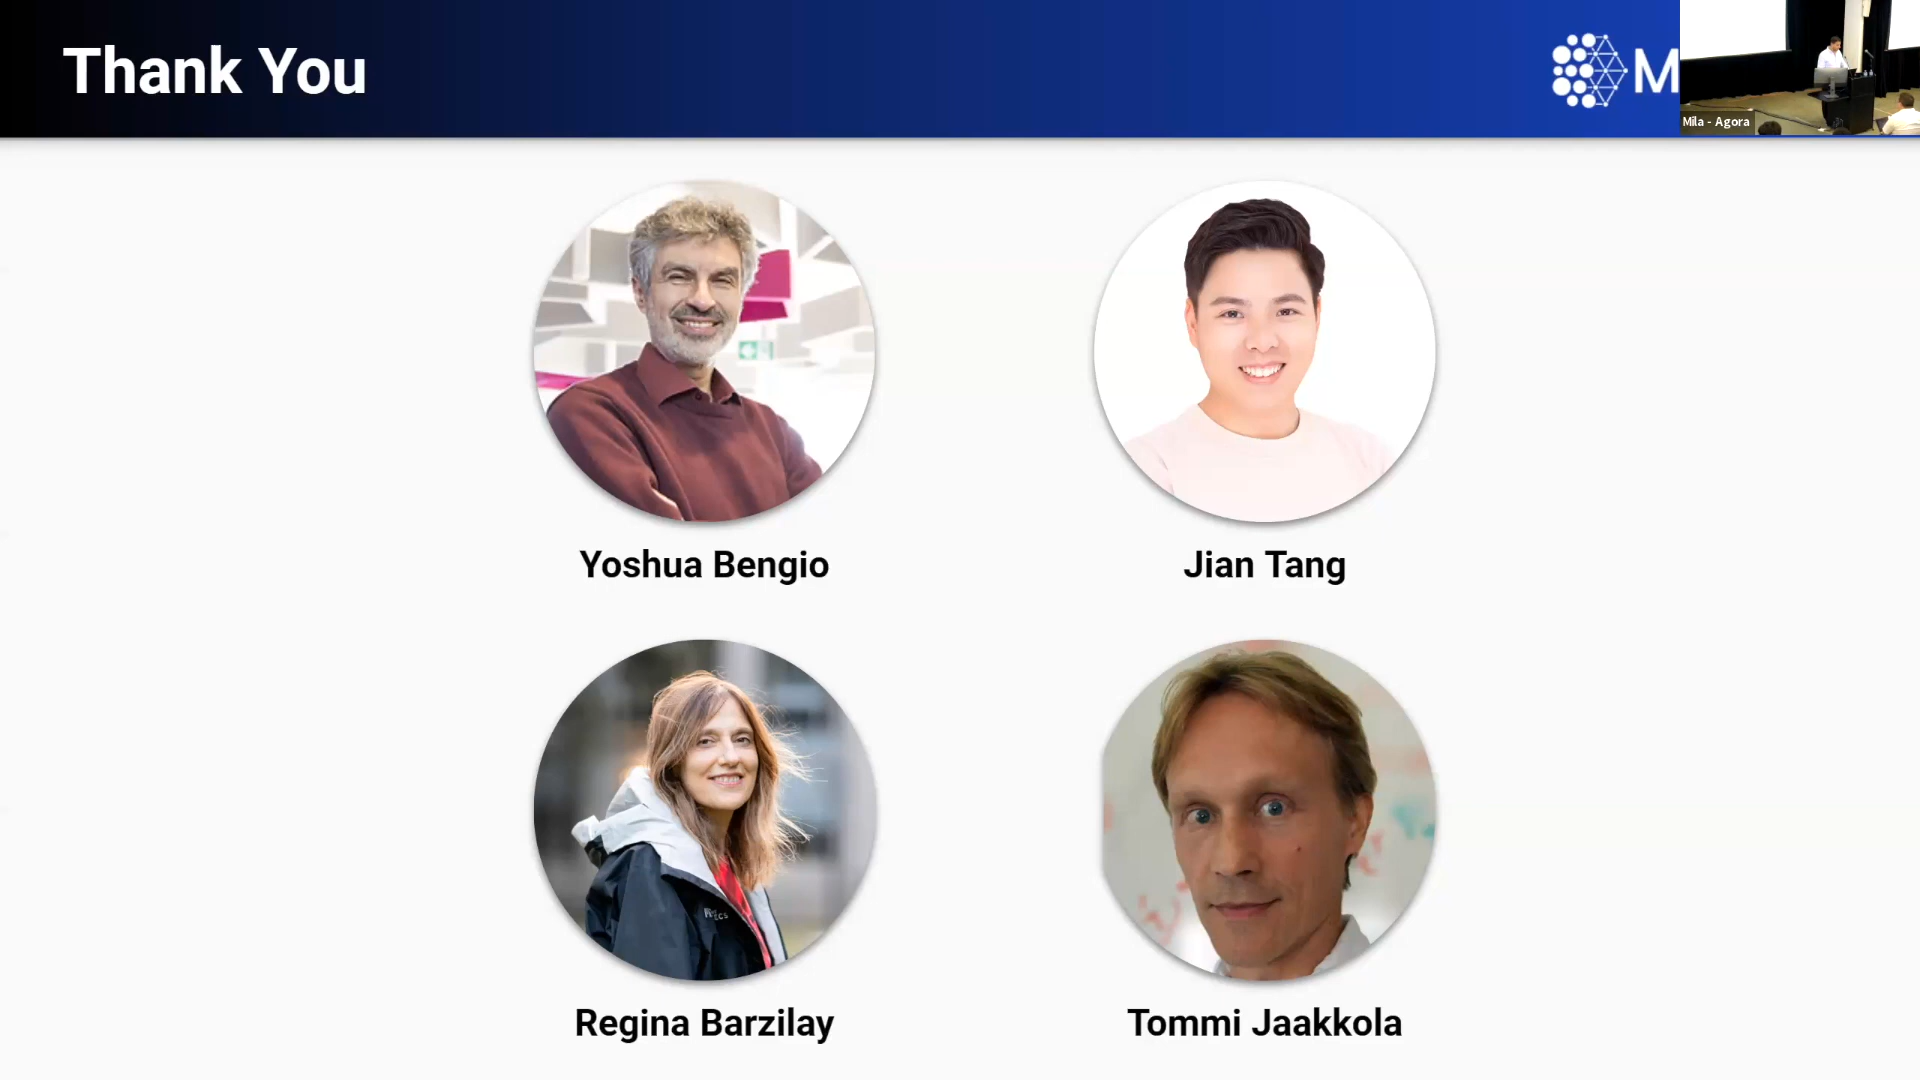 Thank You
M
Mila - Agora
Yoshua Bengio
Jian Tang
Regina Barzilay
Tommi Jaakkola